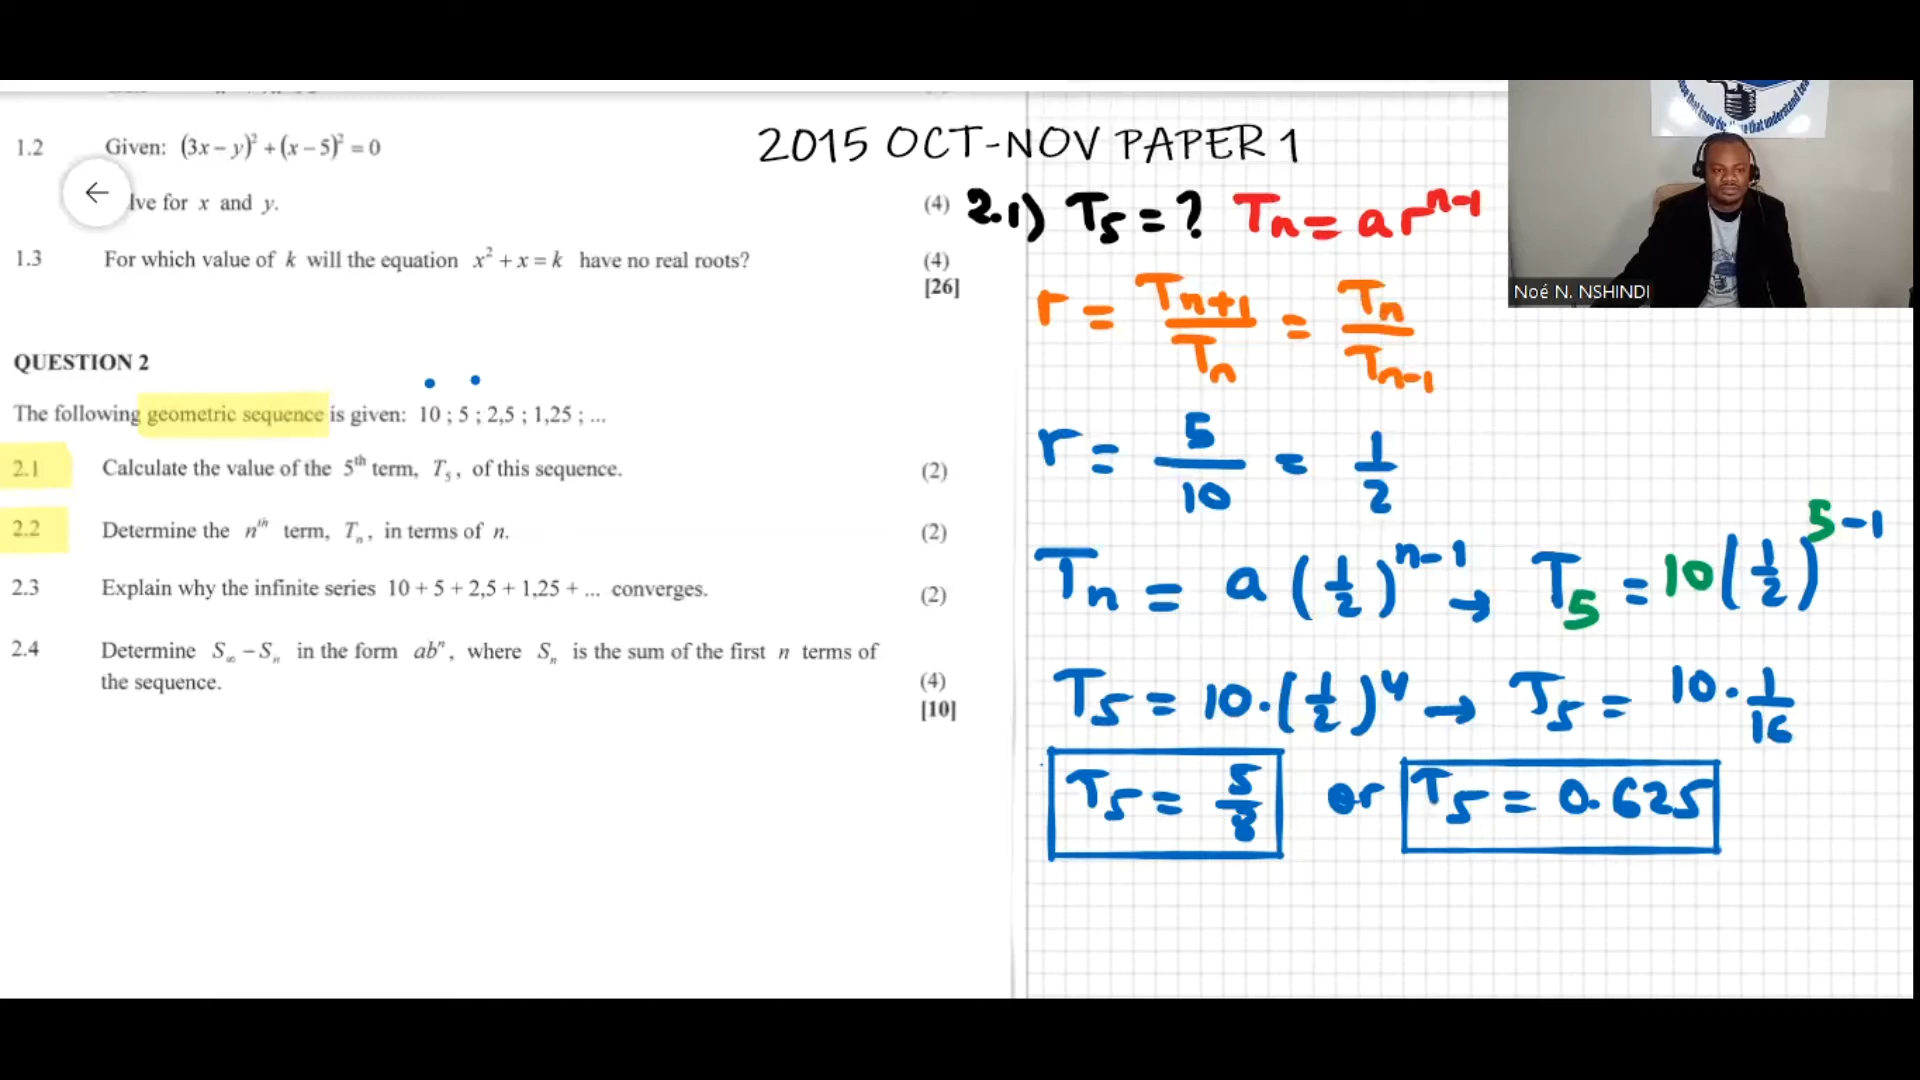 1.2 Given: (3x − y)² + (x − 5)² = 0
lve for x and y. (4)
1.3 For which value of k will the equation x² + x = k have no real roots? (4)
[26]
QUESTION 2
The following geometric sequence is given: 10 ; 5 ; 2,5 ; 1,25 ; ...
2.1 Calculate the value of the 5th term, T₅, of this sequence. (2)
2.2 Determine the nth term, Tₙ, in terms of n. (2)
2.3 Explain why the infinite series 10 + 5 + 2,5 + 1,25 + ... converges. (2)
2.4 Determine S∞ − Sₙ in the form abⁿ, where Sₙ is the sum of the first n terms of
the sequence. (4)
[10]
2015 OCT-NOV PAPER 1
2.1) T₅ = ? Tₙ = arⁿ⁻¹
r = Tₙ₊₁/Tₙ = Tₙ/Tₙ₋₁
r = 5/10 = 1/2
Tₙ = a(1/2)ⁿ⁻¹ → T₅ = 10(1/2)⁵⁻¹
T₅ = 10·(1/2)⁴ → T₅ = 10·1/16
T₅ = 5/8 or T₅ = 0.625
that know do
that understand tea
Noé N. NSHINDI